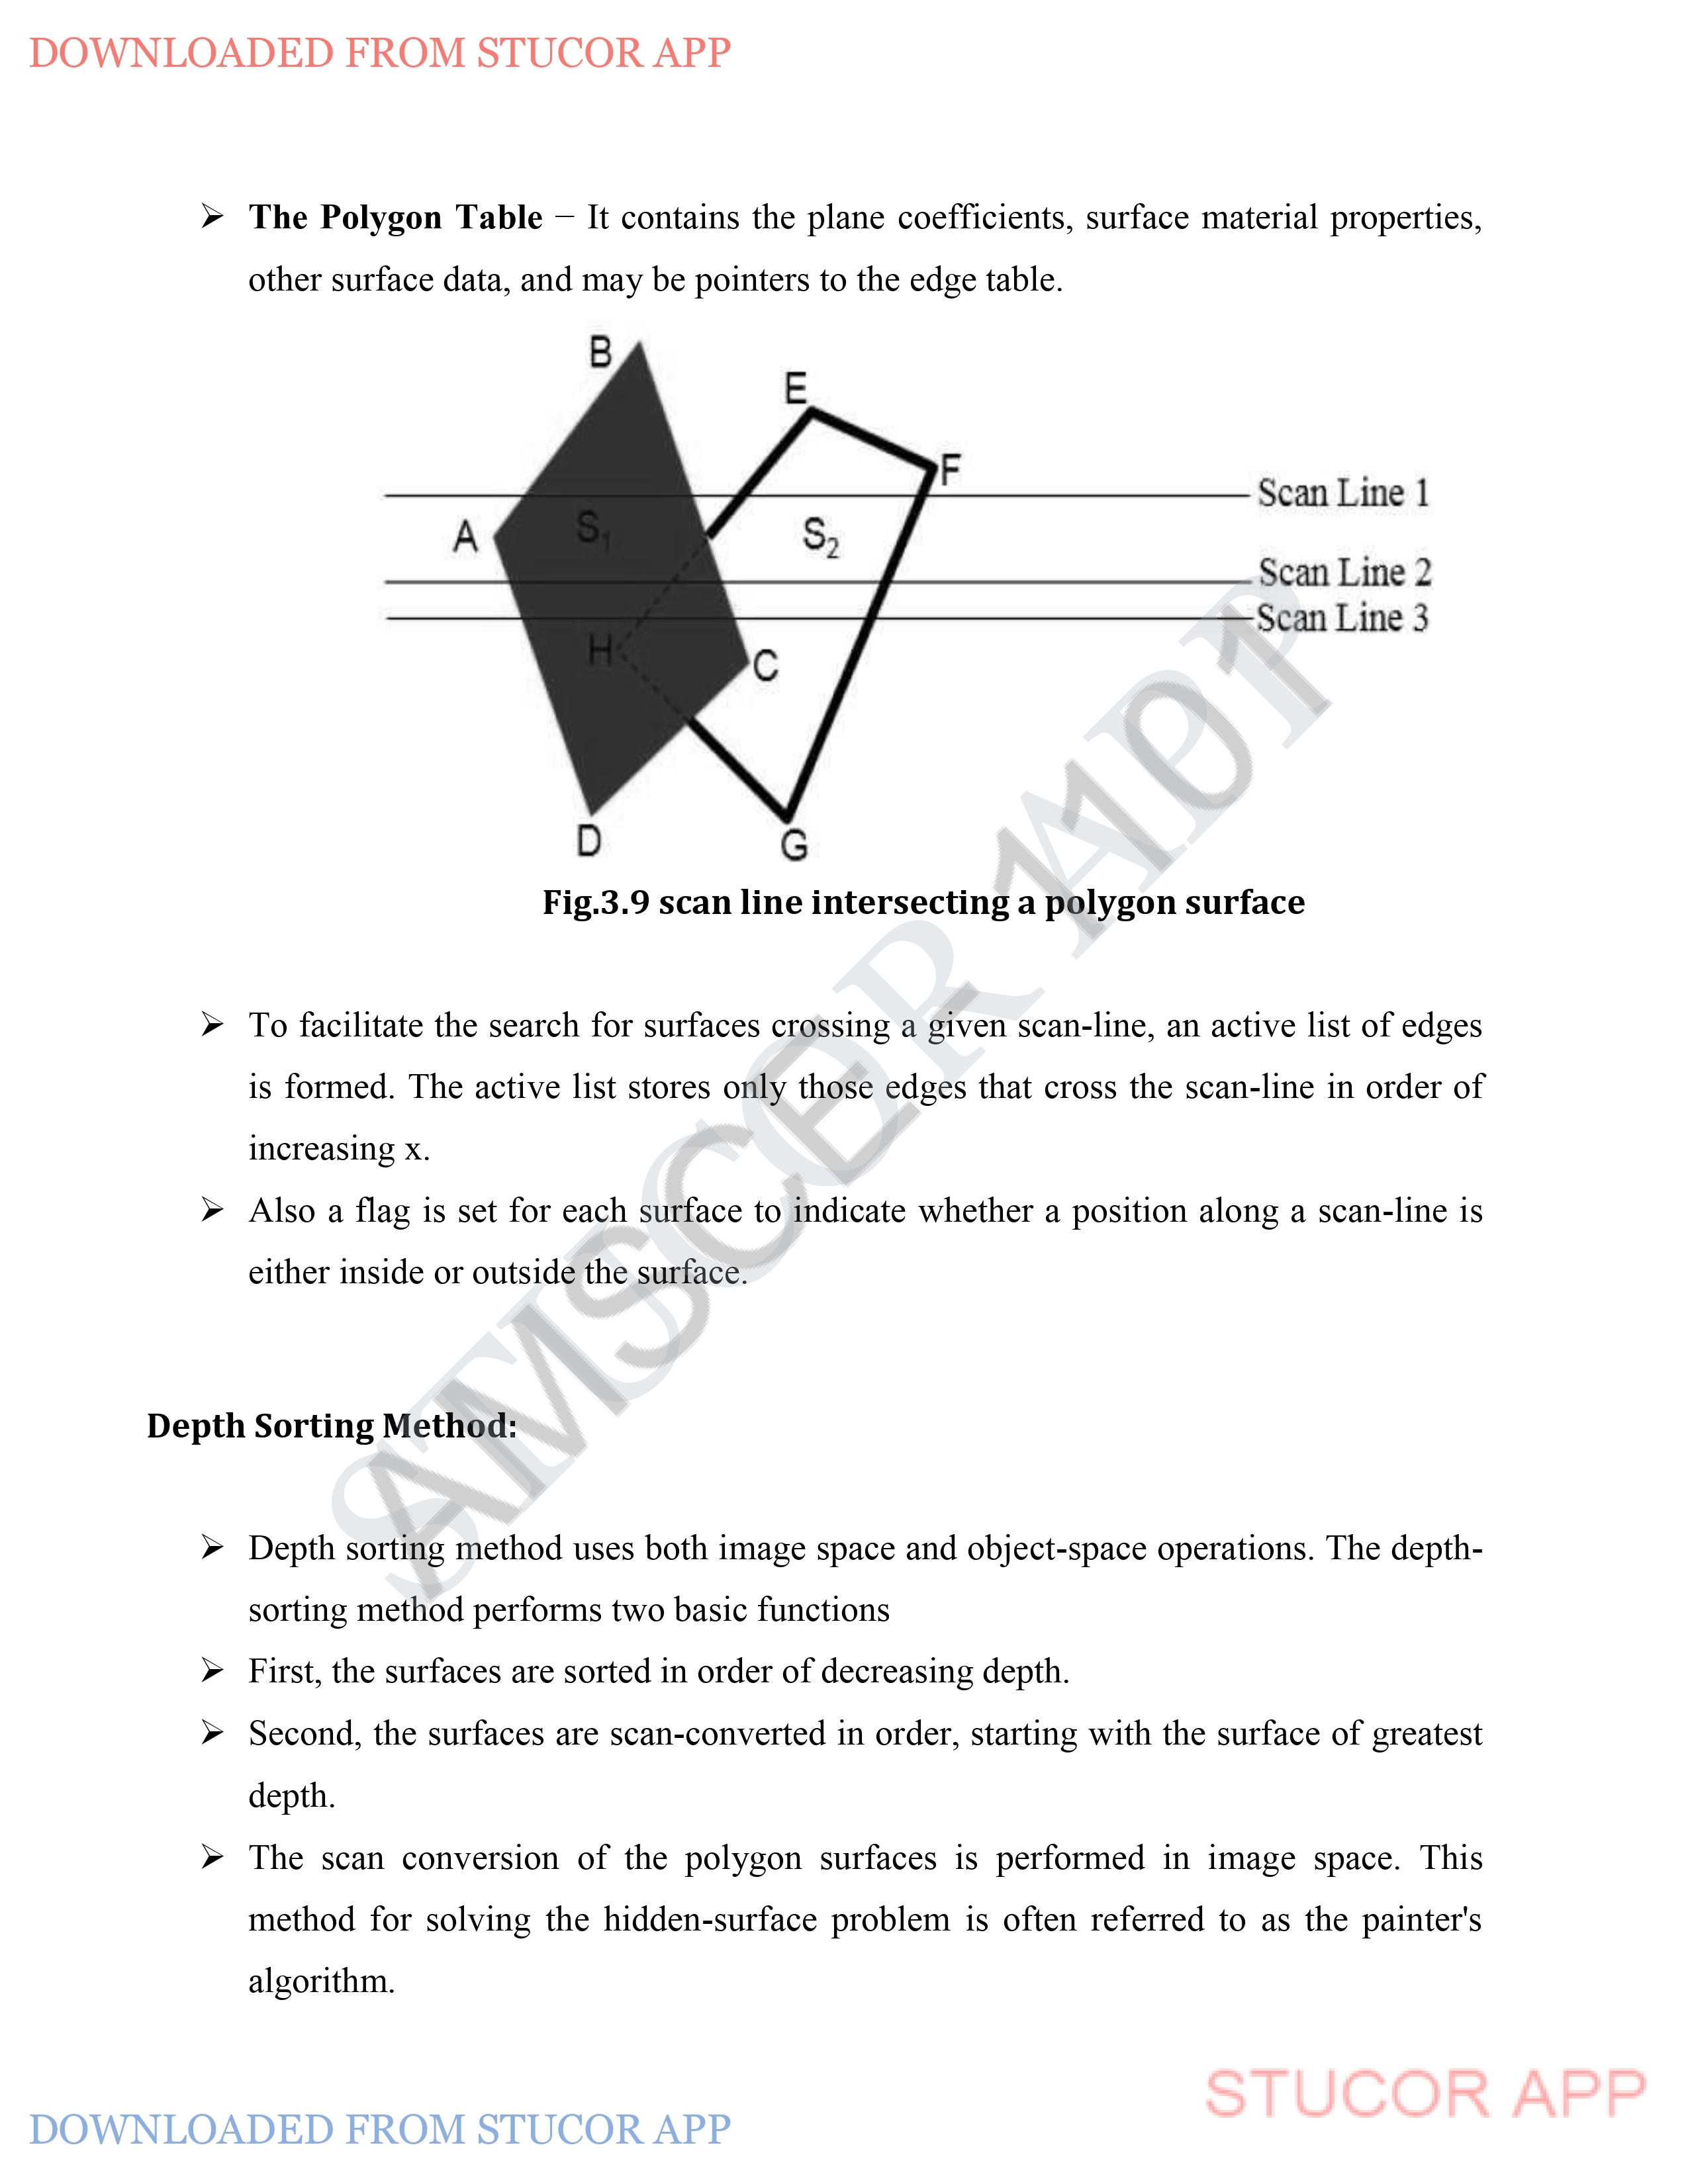 DOWNLOADED FROM STUCOR APP
➢ The Polygon Table − It contains the plane coefficients, surface material properties,
other surface data, and may be pointers to the edge table.
B
E
F
Scan Line 1
A
S1
S2
Scan Line 2
Scan Line 3
H
C
D
G
Fig.3.9 scan line intersecting a polygon surface
➢ To facilitate the search for surfaces crossing a given scan-line, an active list of edges
is formed. The active list stores only those edges that cross the scan-line in order of
increasing x.
➢ Also a flag is set for each surface to indicate whether a position along a scan-line is
either inside or outside the surface.
Depth Sorting Method:
➢ Depth sorting method uses both image space and object-space operations. The depth-
sorting method performs two basic functions
➢ First, the surfaces are sorted in order of decreasing depth.
➢ Second, the surfaces are scan-converted in order, starting with the surface of greatest
depth.
➢ The scan conversion of the polygon surfaces is performed in image space. This
method for solving the hidden-surface problem is often referred to as the painter's
algorithm.
AMSCE 1101
STUCOR APP
STUCOR APP
DOWNLOADED FROM STUCOR APP